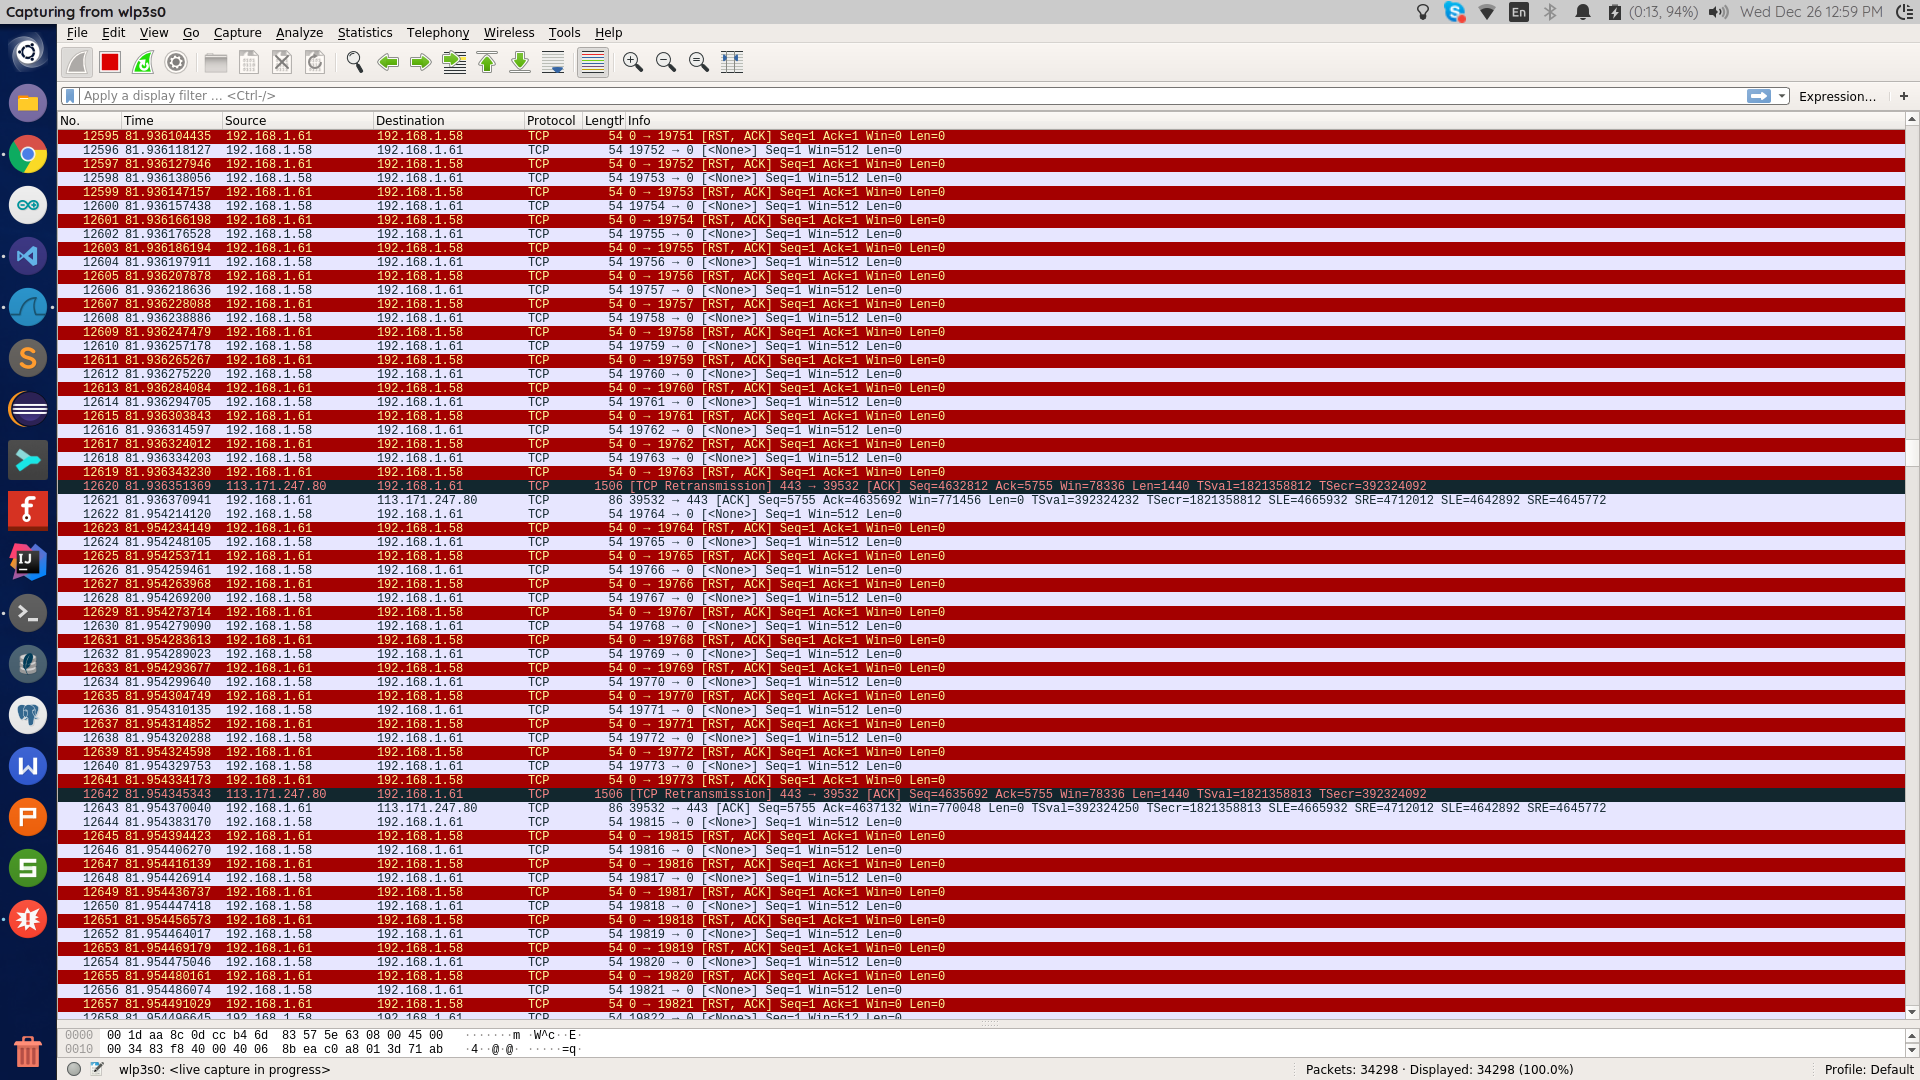 Capturing from wlp3s0
En (0:13, 94%) Wed Dec 26 12:59 PM
File Edit View Go Capture Analyze Statistics Telephony Wireless Tools Help
Apply a display filter ... <Ctrl-/> Expression... +
No. Time Source Destination Protocol Length Info
12595 81.936104435 192.168.1.61 192.168.1.58 TCP 54 0 → 19751 [RST, ACK] Seq=1 Ack=1 Win=0 Len=0
12596 81.936118127 192.168.1.58 192.168.1.61 TCP 54 19752 → 0 [<None>] Seq=1 Win=512 Len=0
12597 81.936127946 192.168.1.61 192.168.1.58 TCP 54 0 → 19752 [RST, ACK] Seq=1 Ack=1 Win=0 Len=0
12598 81.936138056 192.168.1.58 192.168.1.61 TCP 54 19753 → 0 [<None>] Seq=1 Win=512 Len=0
12599 81.936147157 192.168.1.61 192.168.1.58 TCP 54 0 → 19753 [RST, ACK] Seq=1 Ack=1 Win=0 Len=0
12600 81.936157438 192.168.1.58 192.168.1.61 TCP 54 19754 → 0 [<None>] Seq=1 Win=512 Len=0
12601 81.936166198 192.168.1.61 192.168.1.58 TCP 54 0 → 19754 [RST, ACK] Seq=1 Ack=1 Win=0 Len=0
12602 81.936176528 192.168.1.58 192.168.1.61 TCP 54 19755 → 0 [<None>] Seq=1 Win=512 Len=0
12603 81.936186194 192.168.1.61 192.168.1.58 TCP 54 0 → 19755 [RST, ACK] Seq=1 Ack=1 Win=0 Len=0
12604 81.936197911 192.168.1.58 192.168.1.61 TCP 54 19756 → 0 [<None>] Seq=1 Win=512 Len=0
12605 81.936207878 192.168.1.61 192.168.1.58 TCP 54 0 → 19756 [RST, ACK] Seq=1 Ack=1 Win=0 Len=0
12606 81.936218636 192.168.1.58 192.168.1.61 TCP 54 19757 → 0 [<None>] Seq=1 Win=512 Len=0
12607 81.936228088 192.168.1.61 192.168.1.58 TCP 54 0 → 19757 [RST, ACK] Seq=1 Ack=1 Win=0 Len=0
12608 81.936238886 192.168.1.58 192.168.1.61 TCP 54 19758 → 0 [<None>] Seq=1 Win=512 Len=0
12609 81.936247479 192.168.1.61 192.168.1.58 TCP 54 0 → 19758 [RST, ACK] Seq=1 Ack=1 Win=0 Len=0
12610 81.936257178 192.168.1.58 192.168.1.61 TCP 54 19759 → 0 [<None>] Seq=1 Win=512 Len=0
12611 81.936265267 192.168.1.61 192.168.1.58 TCP 54 0 → 19759 [RST, ACK] Seq=1 Ack=1 Win=0 Len=0
12612 81.936275220 192.168.1.58 192.168.1.61 TCP 54 19760 → 0 [<None>] Seq=1 Win=512 Len=0
12613 81.936284084 192.168.1.61 192.168.1.58 TCP 54 0 → 19760 [RST, ACK] Seq=1 Ack=1 Win=0 Len=0
12614 81.936294705 192.168.1.58 192.168.1.61 TCP 54 19761 → 0 [<None>] Seq=1 Win=512 Len=0
12615 81.936303843 192.168.1.61 192.168.1.58 TCP 54 0 → 19761 [RST, ACK] Seq=1 Ack=1 Win=0 Len=0
12616 81.936314597 192.168.1.58 192.168.1.61 TCP 54 19762 → 0 [<None>] Seq=1 Win=512 Len=0
12617 81.936324012 192.168.1.61 192.168.1.58 TCP 54 0 → 19762 [RST, ACK] Seq=1 Ack=1 Win=0 Len=0
12618 81.936334203 192.168.1.58 192.168.1.61 TCP 54 19763 → 0 [<None>] Seq=1 Win=512 Len=0
12619 81.936343230 192.168.1.61 192.168.1.58 TCP 54 0 → 19763 [RST, ACK] Seq=1 Ack=1 Win=0 Len=0
12620 81.936351369 113.171.247.80 192.168.1.61 TCP 1506 [TCP Retransmission] 443 → 39532 [ACK] Seq=4632812 Ack=5755 Win=78336 Len=1440 TSval=1821358812 TSecr=392324092
12621 81.936370941 192.168.1.61 113.171.247.80 TCP 86 39532 → 443 [ACK] Seq=5755 Ack=4635692 Win=771456 Len=0 TSval=392324232 TSecr=1821358812 SLE=4665932 SRE=4712012 SLE=4642892 SRE=4645772
12622 81.954214120 192.168.1.58 192.168.1.61 TCP 54 19764 → 0 [<None>] Seq=1 Win=512 Len=0
12623 81.954234149 192.168.1.61 192.168.1.58 TCP 54 0 → 19764 [RST, ACK] Seq=1 Ack=1 Win=0 Len=0
12624 81.954248105 192.168.1.58 192.168.1.61 TCP 54 19765 → 0 [<None>] Seq=1 Win=512 Len=0
12625 81.954253711 192.168.1.61 192.168.1.58 TCP 54 0 → 19765 [RST, ACK] Seq=1 Ack=1 Win=0 Len=0
12626 81.954259461 192.168.1.58 192.168.1.61 TCP 54 19766 → 0 [<None>] Seq=1 Win=512 Len=0
12627 81.954263968 192.168.1.61 192.168.1.58 TCP 54 0 → 19766 [RST, ACK] Seq=1 Ack=1 Win=0 Len=0
12628 81.954269200 192.168.1.58 192.168.1.61 TCP 54 19767 → 0 [<None>] Seq=1 Win=512 Len=0
12629 81.954273714 192.168.1.61 192.168.1.58 TCP 54 0 → 19767 [RST, ACK] Seq=1 Ack=1 Win=0 Len=0
12630 81.954279090 192.168.1.58 192.168.1.61 TCP 54 19768 → 0 [<None>] Seq=1 Win=512 Len=0
12631 81.954283613 192.168.1.61 192.168.1.58 TCP 54 0 → 19768 [RST, ACK] Seq=1 Ack=1 Win=0 Len=0
12632 81.954289023 192.168.1.58 192.168.1.61 TCP 54 19769 → 0 [<None>] Seq=1 Win=512 Len=0
12633 81.954293677 192.168.1.61 192.168.1.58 TCP 54 0 → 19769 [RST, ACK] Seq=1 Ack=1 Win=0 Len=0
12634 81.954299640 192.168.1.58 192.168.1.61 TCP 54 19770 → 0 [<None>] Seq=1 Win=512 Len=0
12635 81.954304749 192.168.1.61 192.168.1.58 TCP 54 0 → 19770 [RST, ACK] Seq=1 Ack=1 Win=0 Len=0
12636 81.954310135 192.168.1.58 192.168.1.61 TCP 54 19771 → 0 [<None>] Seq=1 Win=512 Len=0
12637 81.954314852 192.168.1.61 192.168.1.58 TCP 54 0 → 19771 [RST, ACK] Seq=1 Ack=1 Win=0 Len=0
12638 81.954320288 192.168.1.58 192.168.1.61 TCP 54 19772 → 0 [<None>] Seq=1 Win=512 Len=0
12639 81.954324598 192.168.1.61 192.168.1.58 TCP 54 0 → 19772 [RST, ACK] Seq=1 Ack=1 Win=0 Len=0
12640 81.954329753 192.168.1.58 192.168.1.61 TCP 54 19773 → 0 [<None>] Seq=1 Win=512 Len=0
12641 81.954334173 192.168.1.61 192.168.1.58 TCP 54 0 → 19773 [RST, ACK] Seq=1 Ack=1 Win=0 Len=0
12642 81.954345343 113.171.247.80 192.168.1.61 TCP 1506 [TCP Retransmission] 443 → 39532 [ACK] Seq=4635692 Ack=5755 Win=78336 Len=1440 TSval=1821358813 TSecr=392324092
12643 81.954370040 192.168.1.61 113.171.247.80 TCP 86 39532 → 443 [ACK] Seq=5755 Ack=4637132 Win=770048 Len=0 TSval=392324250 TSecr=1821358813 SLE=4665932 SRE=4712012 SLE=4642892 SRE=4645772
12644 81.954383170 192.168.1.58 192.168.1.61 TCP 54 19815 → 0 [<None>] Seq=1 Win=512 Len=0
12645 81.954394423 192.168.1.61 192.168.1.58 TCP 54 0 → 19815 [RST, ACK] Seq=1 Ack=1 Win=0 Len=0
12646 81.954406270 192.168.1.58 192.168.1.61 TCP 54 19816 → 0 [<None>] Seq=1 Win=512 Len=0
12647 81.954416139 192.168.1.61 192.168.1.58 TCP 54 0 → 19816 [RST, ACK] Seq=1 Ack=1 Win=0 Len=0
12648 81.954426914 192.168.1.58 192.168.1.61 TCP 54 19817 → 0 [<None>] Seq=1 Win=512 Len=0
12649 81.954436737 192.168.1.61 192.168.1.58 TCP 54 0 → 19817 [RST, ACK] Seq=1 Ack=1 Win=0 Len=0
12650 81.954447418 192.168.1.58 192.168.1.61 TCP 54 19818 → 0 [<None>] Seq=1 Win=512 Len=0
12651 81.954456573 192.168.1.61 192.168.1.58 TCP 54 0 → 19818 [RST, ACK] Seq=1 Ack=1 Win=0 Len=0
12652 81.954464017 192.168.1.58 192.168.1.61 TCP 54 19819 → 0 [<None>] Seq=1 Win=512 Len=0
12653 81.954469179 192.168.1.61 192.168.1.58 TCP 54 0 → 19819 [RST, ACK] Seq=1 Ack=1 Win=0 Len=0
12654 81.954475046 192.168.1.58 192.168.1.61 TCP 54 19820 → 0 [<None>] Seq=1 Win=512 Len=0
12655 81.954480161 192.168.1.61 192.168.1.58 TCP 54 0 → 19820 [RST, ACK] Seq=1 Ack=1 Win=0 Len=0
12656 81.954486074 192.168.1.58 192.168.1.61 TCP 54 19821 → 0 [<None>] Seq=1 Win=512 Len=0
12657 81.954491029 192.168.1.61 192.168.1.58 TCP 54 0 → 19821 [RST, ACK] Seq=1 Ack=1 Win=0 Len=0
12658 81.954496645 192.168.1.58 192.168.1.61 TCP 54 19822 → 0 [<None>] Seq=1 Win=512 Len=0
0000 00 1d aa 8c 0d cc b4 6d 83 57 5e 63 08 00 45 00 ·······m ·W^c··E·
0010 00 34 83 f8 40 00 40 06 8b ea c0 a8 01 3d 71 ab ·4··@·@· ·····=q·
wlp3s0: <live capture in progress> Packets: 34298 · Displayed: 34298 (100.0%) Profile: Default